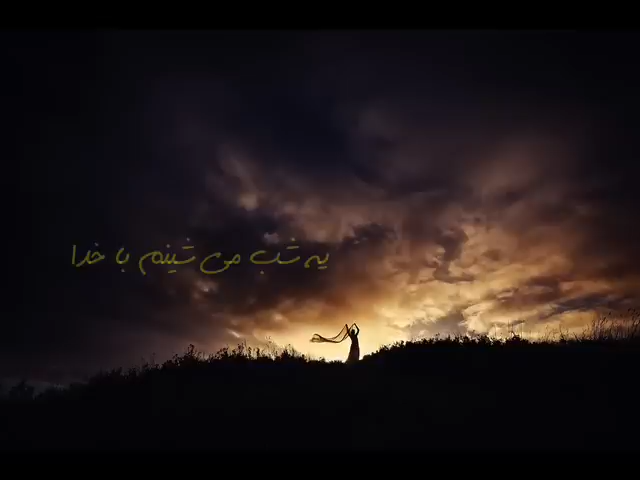 یه شب می شینم با خدا